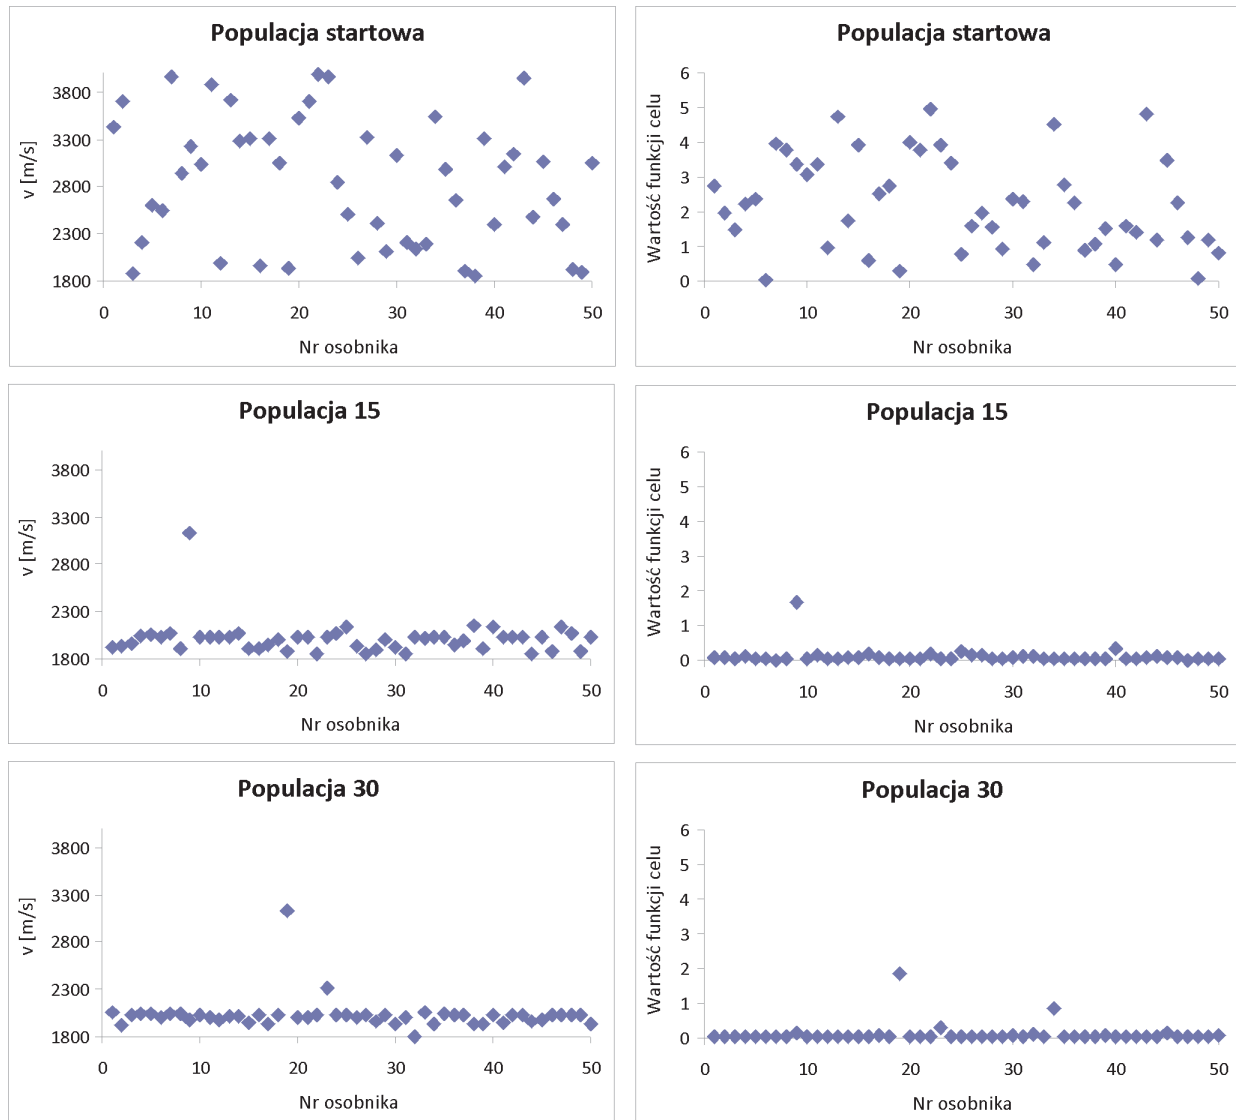 Populacja startowa
v [m/s]
3800
3300
2800
2300
1800
0 10 20 30 40 50
Nr osobnika
Populacja startowa
Wartość funkcji celu
6
5
4
3
2
1
0
0 10 20 30 40 50
Nr osobnika
Populacja 15
v [m/s]
3800
3300
2800
2300
1800
0 10 20 30 40 50
Nr osobnika
Populacja 15
Wartość funkcji celu
6
5
4
3
2
1
0
0 10 20 30 40 50
Nr osobnika
Populacja 30
v [m/s]
3800
3300
2800
2300
1800
0 10 20 30 40 50
Nr osobnika
Populacja 30
Wartość funkcji celu
6
5
4
3
2
1
0
0 10 20 30 40 50
Nr osobnika